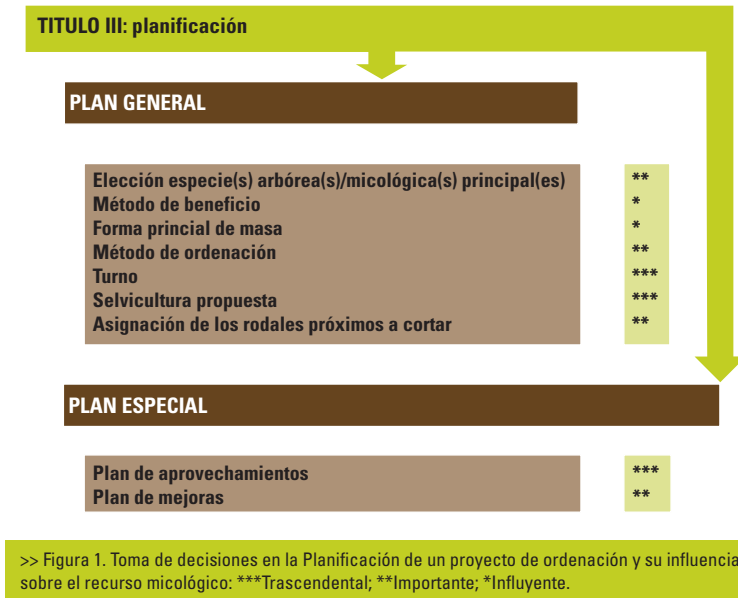 TITULO III: planificación
PLAN GENERAL
Elección especie(s) arbórea(s)/micológica(s) principal(es) **
Método de beneficio *
Forma princial de masa *
Método de ordenación **
Turno ***
Selvicultura propuesta ***
Asignación de los rodales próximos a cortar **
PLAN ESPECIAL
Plan de aprovechamientos ***
Plan de mejoras **
>> Figura 1. Toma de decisiones en la Planificación de un proyecto de ordenación y su influencia
sobre el recurso micológico: ***Trascendental; **Importante; *Influyente.